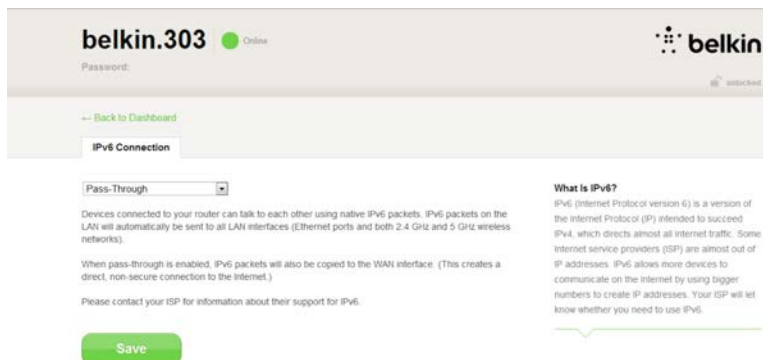 belkin.303
Online
belkin
Password:
unlocked
← Back to Dashboard
IPv6 Connection
Pass-Through
Devices connected to your router can talk to each other using native IPv6 packets. IPv6 packets on the
LAN will automatically be sent to all LAN interfaces (Ethernet ports and both 2.4 GHz and 5 GHz wireless
networks).
When pass-through is enabled, IPv6 packets will also be copied to the WAN interface. (This creates a
direct, non-secure connection to the Internet.)
Please contact your ISP for information about their support for IPv6.
Save
What Is IPv6?
IPv6 (Internet Protocol version 6) is a version of
the Internet Protocol (IP) intended to succeed
IPv4, which directs almost all internet traffic. Some
Internet service providers (ISP) are almost out of
IP addresses. IPv6 allows more devices to
communicate on the Internet by using bigger
numbers to create IP addresses. Your ISP will let
know whether you need to use IPv6.